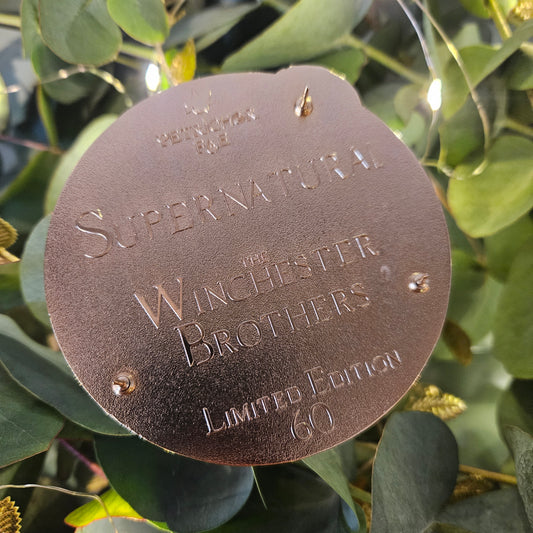 SUPERNATURAL
THE
WINCHESTER
BROTHERS
LIMITED EDITION
60